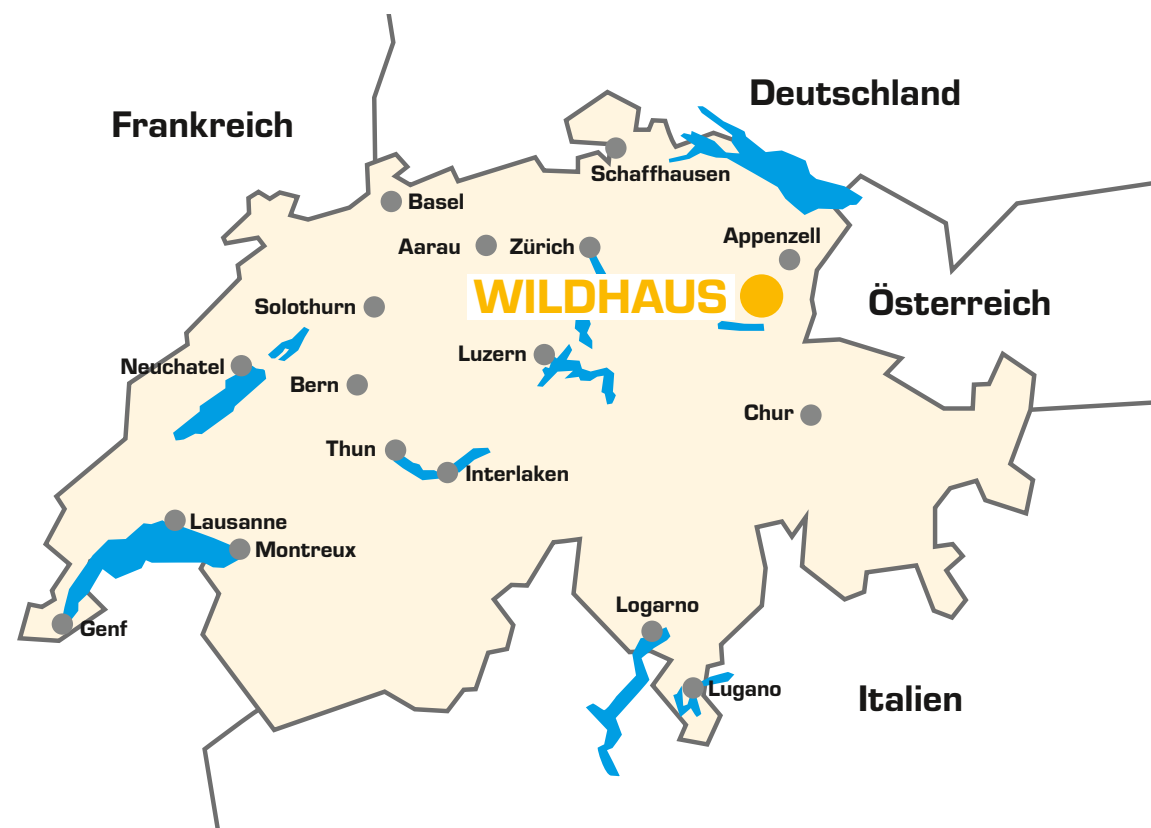 Deutschland
Frankreich
Schaffhausen
Basel
Appenzell
Aarau
Zürich
WILDHAUS
Österreich
Solothurn
Luzern
Neuchatel
Bern
Chur
Thun
Interlaken
Lausanne
Montreux
Logarno
Genf
Lugano
Italien